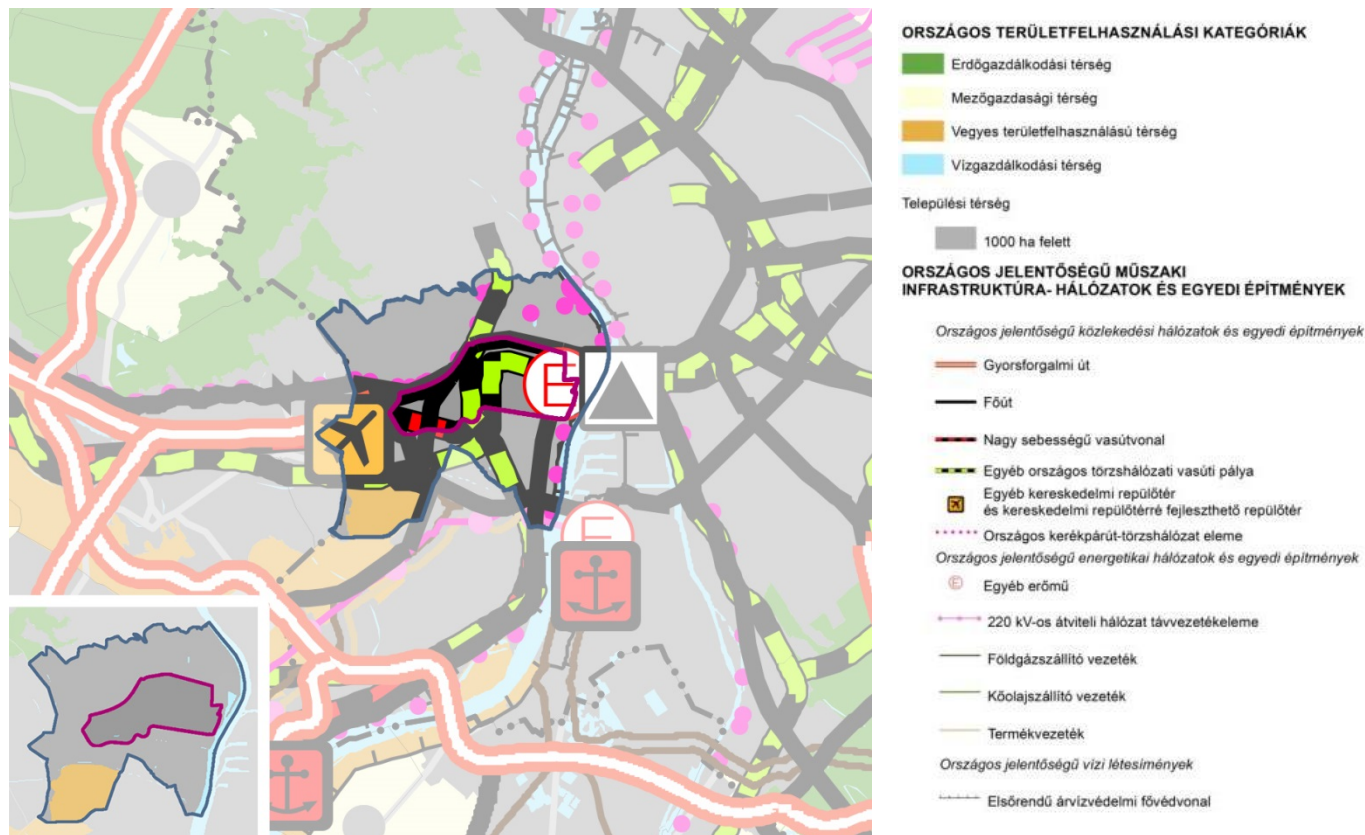 ORSZÁGOS TERÜLETFELHASZNÁLÁSI KATEGÓRIÁK
Erdőgazdálkodási térség
Mezőgazdasági térség
Vegyes területfelhasználású térség
Vízgazdálkodási térség
Települési térség
1000 ha felett
ORSZÁGOS JELENTŐSÉGŰ MŰSZAKI
INFRASTRUKTÚRA- HÁLÓZATOK ÉS EGYEDI ÉPÍTMÉNYEK
Országos jelentőségű közlekedési hálózatok és egyedi építmények
Gyorsforgalmi út
Főút
Nagy sebességű vasútvonal
Egyéb országos törzshálózati vasúti pálya
Egyéb kereskedelmi repülőtér
és kereskedelmi repülőtérré fejleszthető repülőtér
Országos kerékpárút-törzshálózat eleme
Országos jelentőségű energetikai hálózatok és egyedi építmények
E Egyéb erőmű
220 kV-os átviteli hálózat távvezetékeleme
Földgázszállító vezeték
Kőolajszállító vezeték
Termékvezeték
Országos jelentőségű vízi létesímények
Elsőrendű árvízvédelmi fővédvonal
E
E